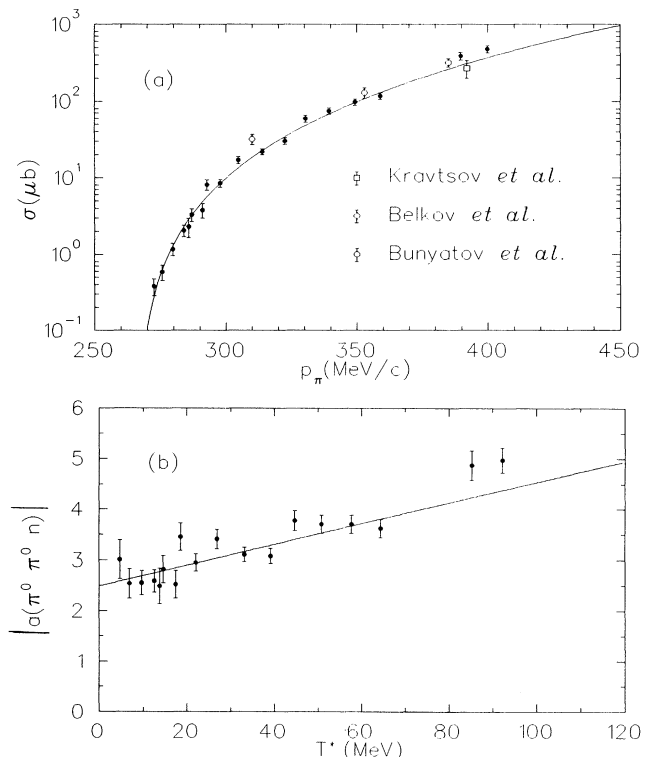 10³
(a)
10²
σ(μb)
10¹
Kravtsov et al.
Belkov et al.
10⁰
Bunyatov et al.
10⁻¹
250 300 350 400 450
p_π(MeV/c)
6
(b)
5
4
|a(π⁰ π⁰ n)|
3
2
1
0
0 20 40 60 80 100 120
T*(MeV)